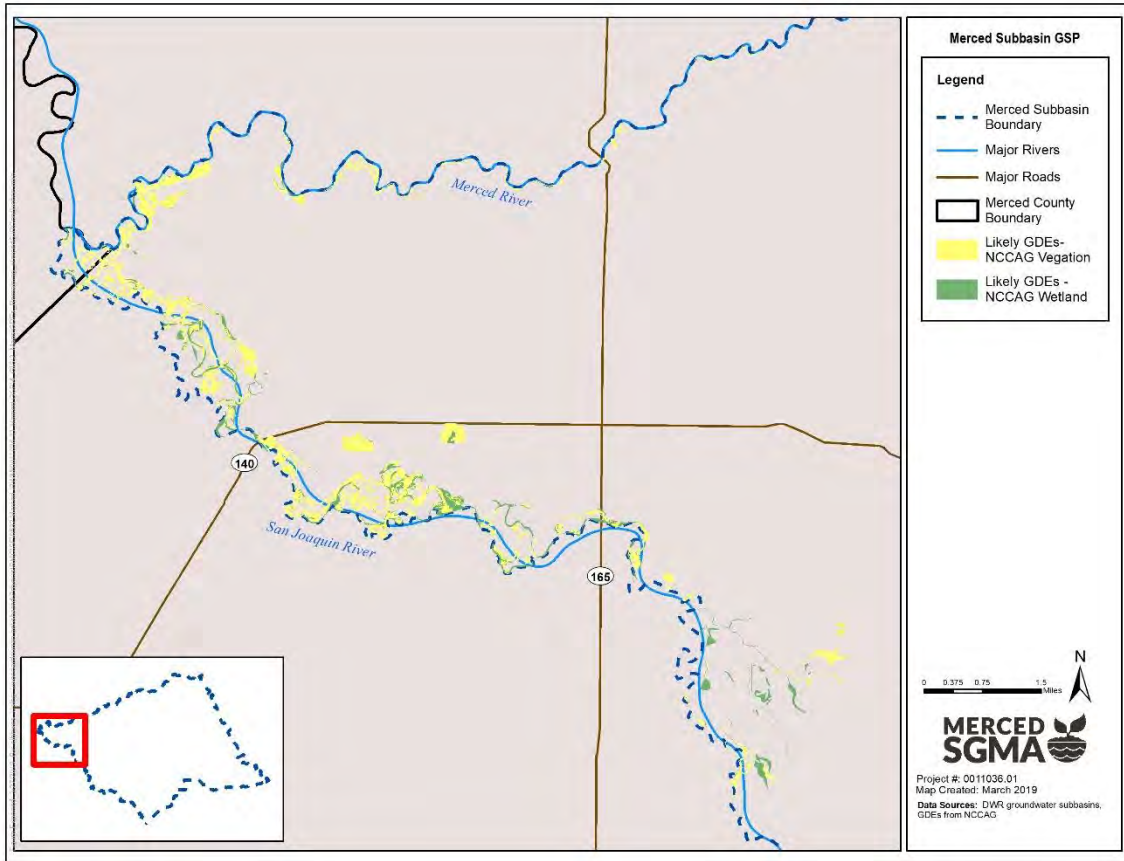 Merced River
140
San Joaquin River
165
Merced Subbasin GSP
Legend
Merced Subbasin
Boundary
Major Rivers
Major Roads
Merced County
Boundary
Likely GDEs-
NCCAG Vegation
Likely GDEs -
NCCAG Wetland
N
0 0.375 0.75 1.5
Miles
MERCED
SGMA
Project #: 0011036.01
Map Created: March 2019
Data Sources: DWR groundwater subbasins,
GDEs from NCCAG